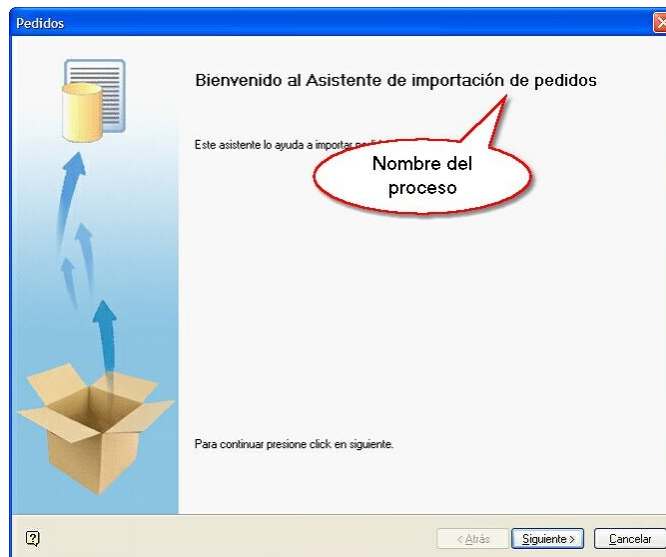 Pedidos
Bienvenido al Asistente de importación de pedidos
Este asistente lo ayuda a importar
Nombre del
proceso
Para continuar presione click en siguiente.
< Atrás
Siguiente >
Cancelar